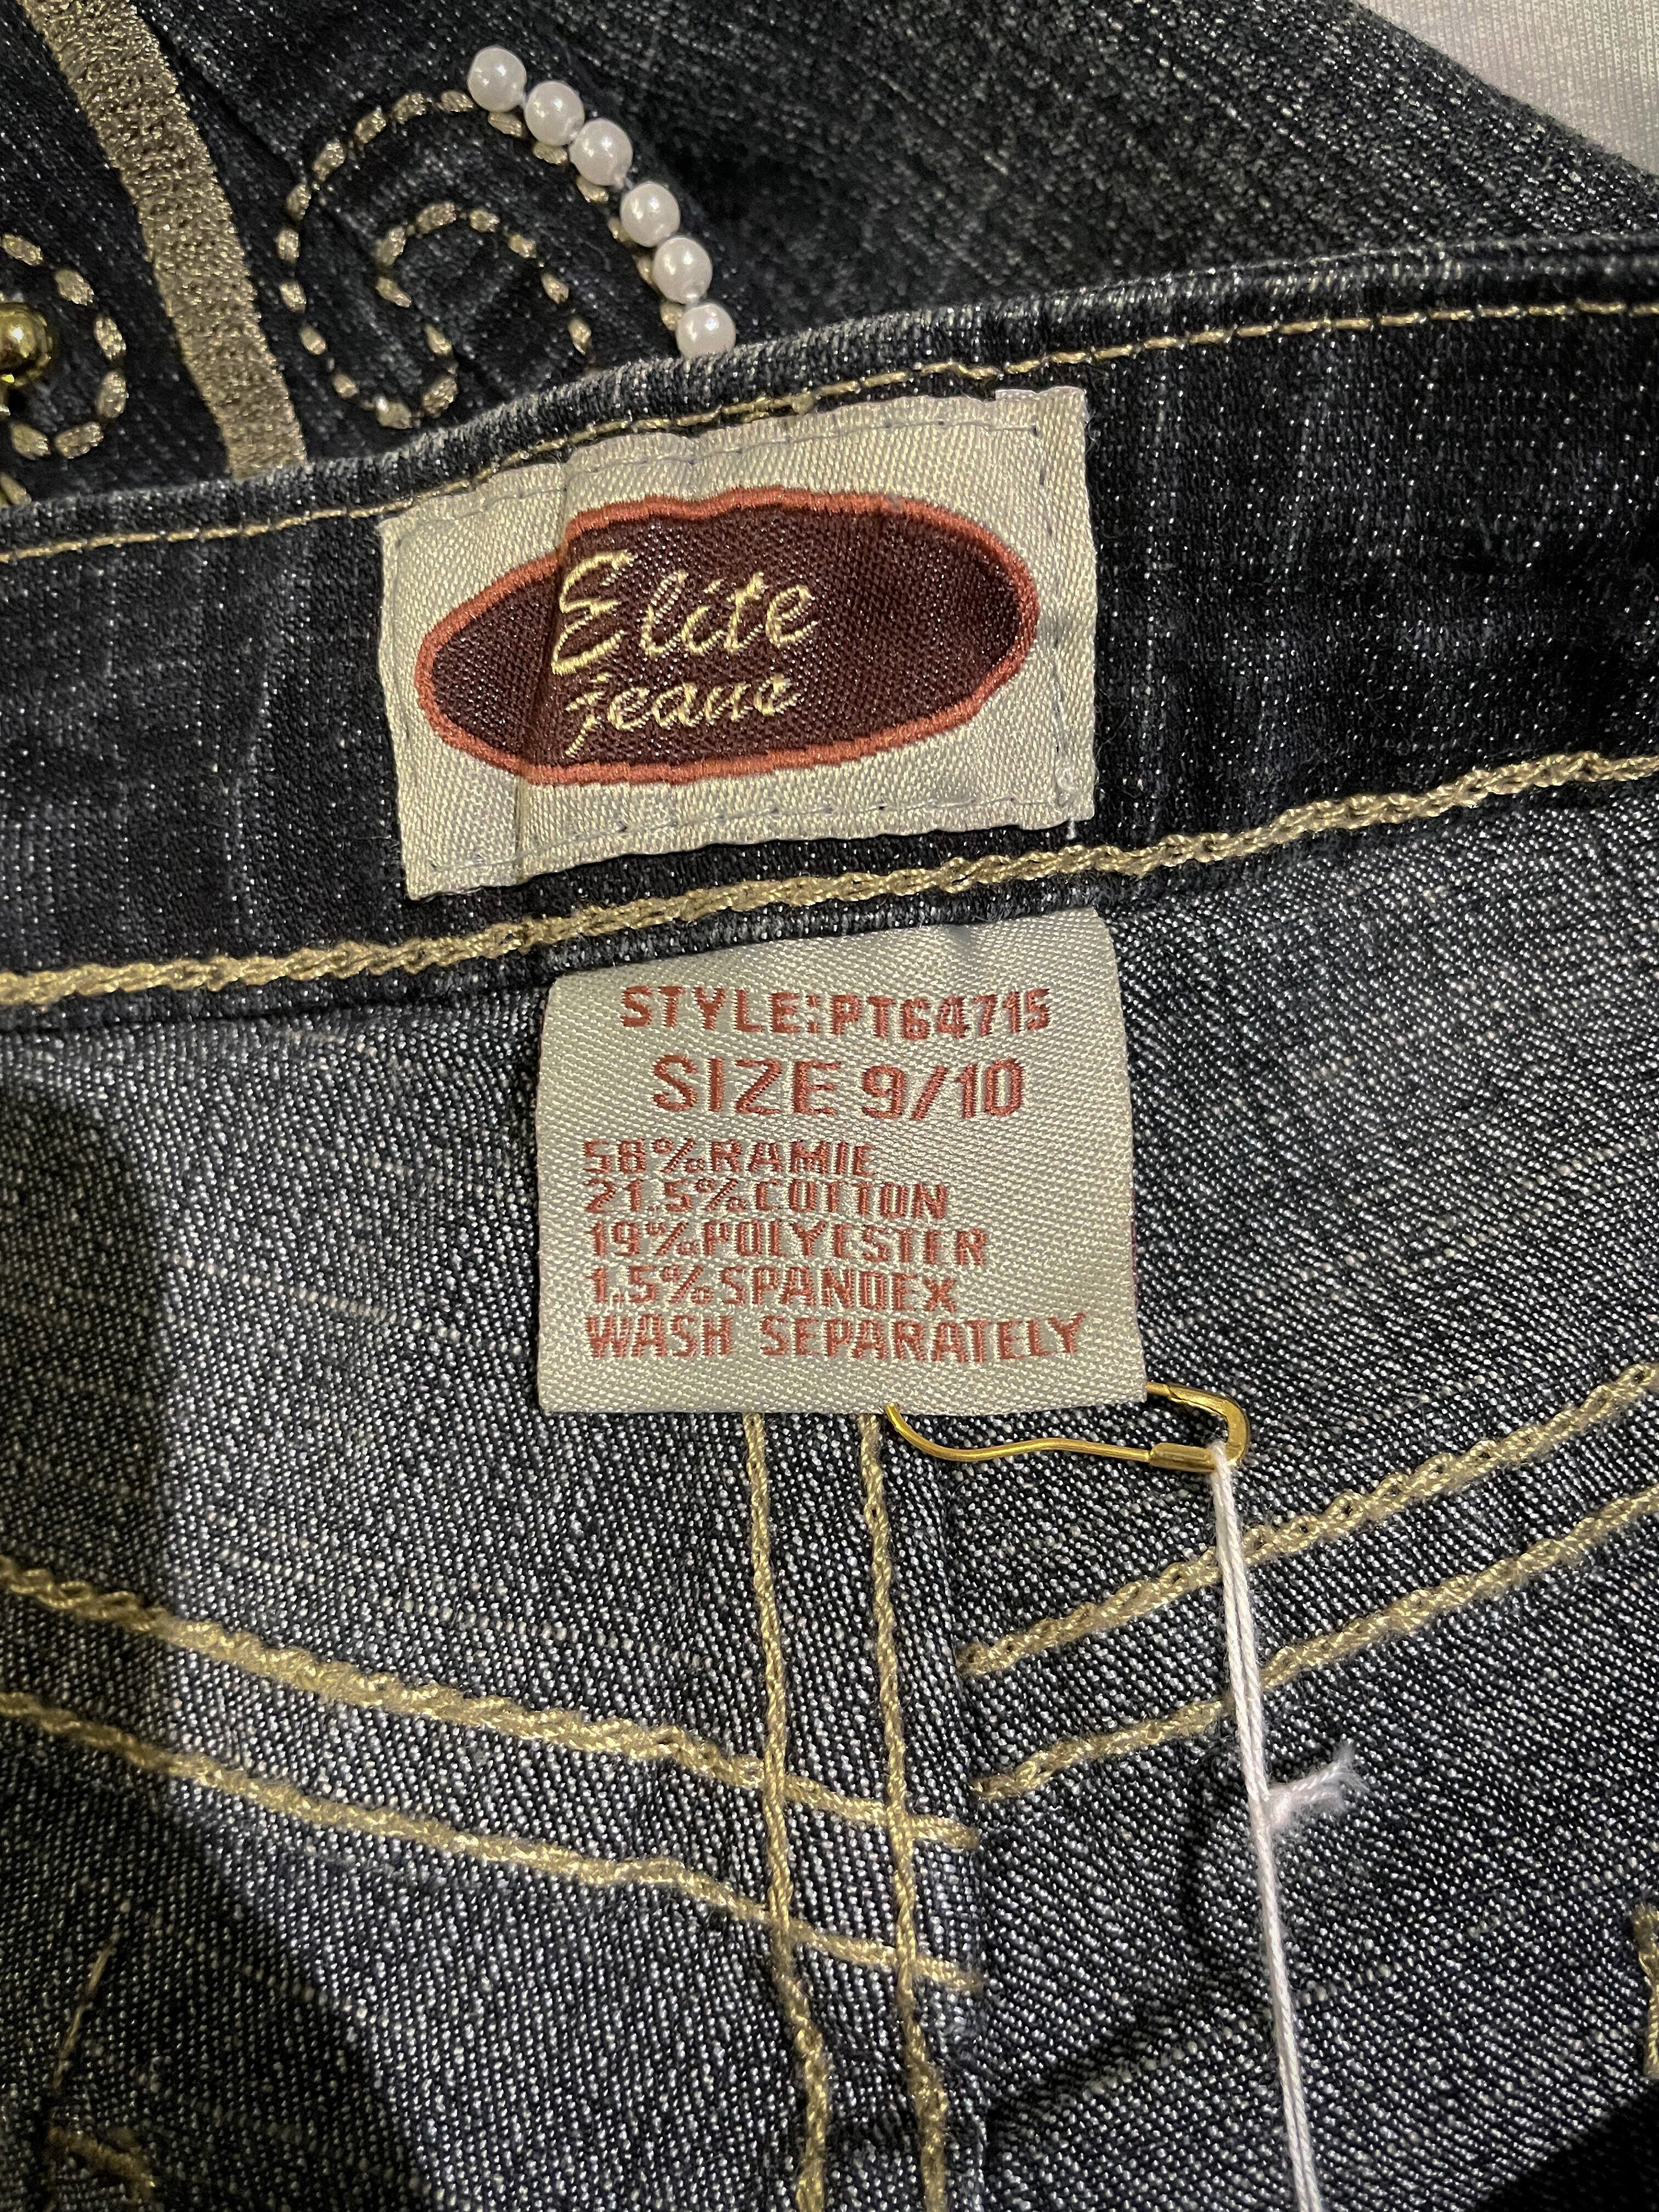 Elite
jeans
STYLE:PT64715
SIZE 9/10
58%RAMIE
21.5%COTTON
19%POLYESTER
1.5%SPANDEX
WASH SEPARATELY